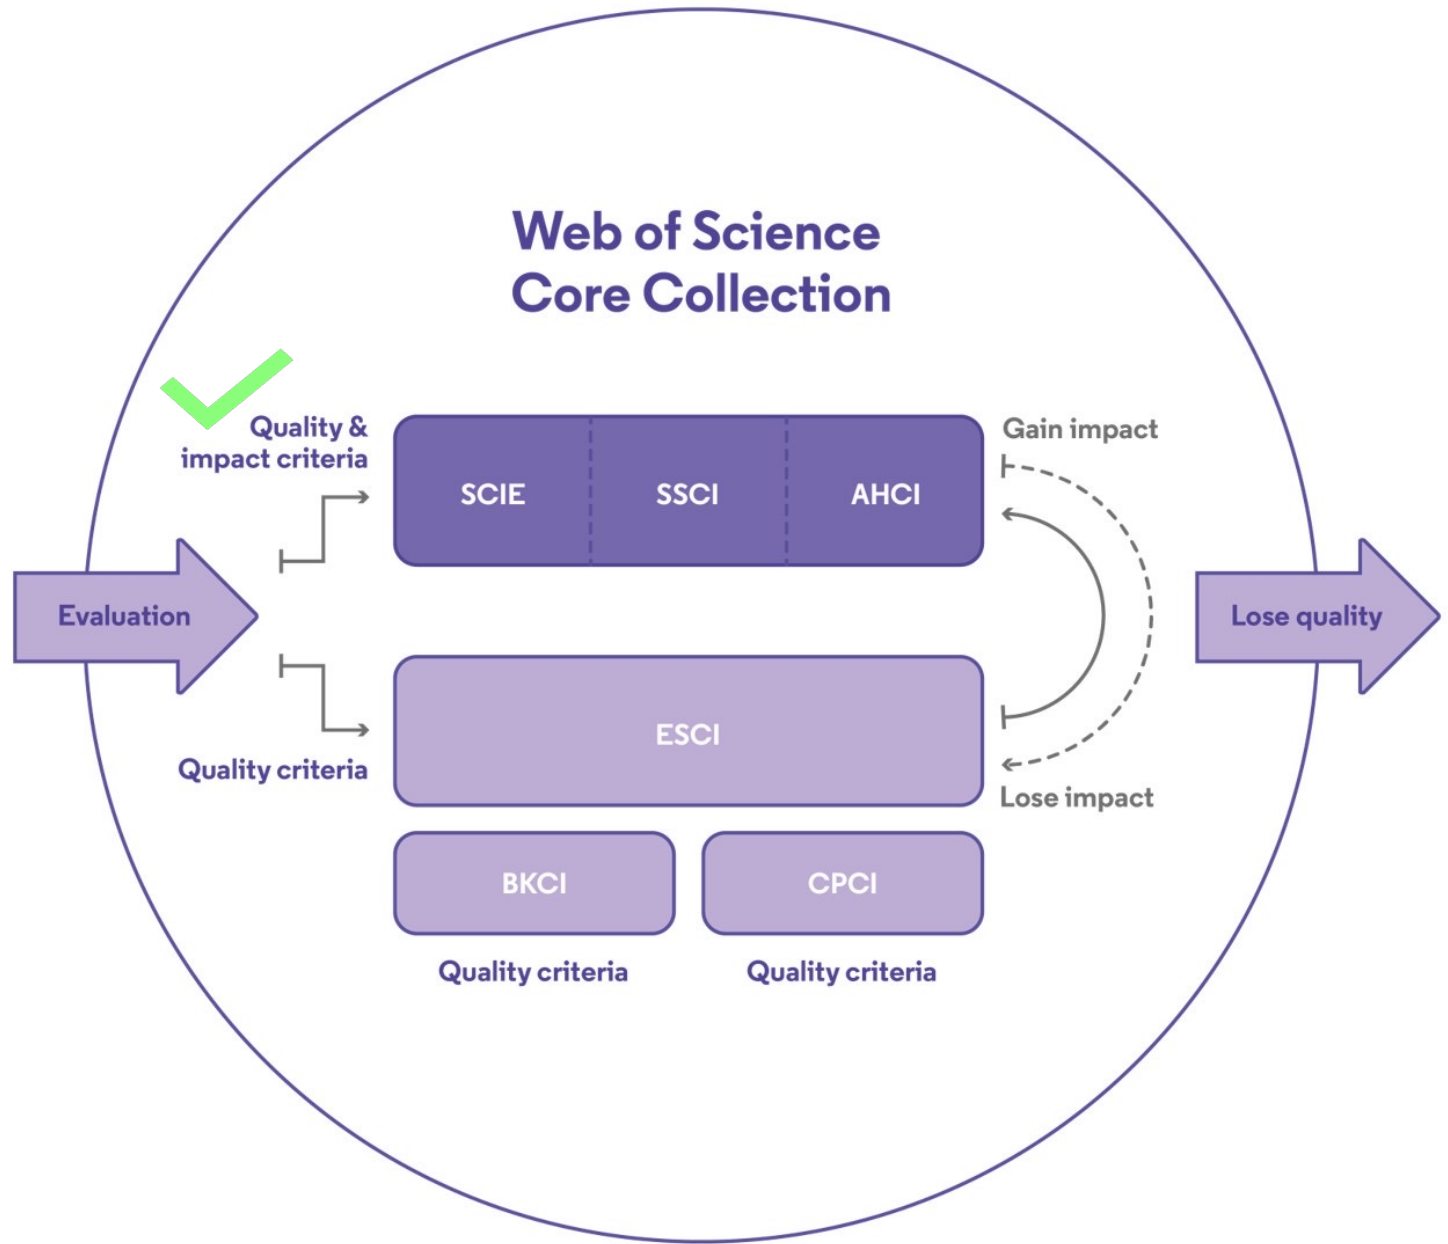 Web of Science
Core Collection
Quality &
impact criteria
SCIE
SSCI
AHCI
Gain impact
Evaluation
Lose quality
ESCI
Quality criteria
Lose impact
BKCI
CPCI
Quality criteria
Quality criteria